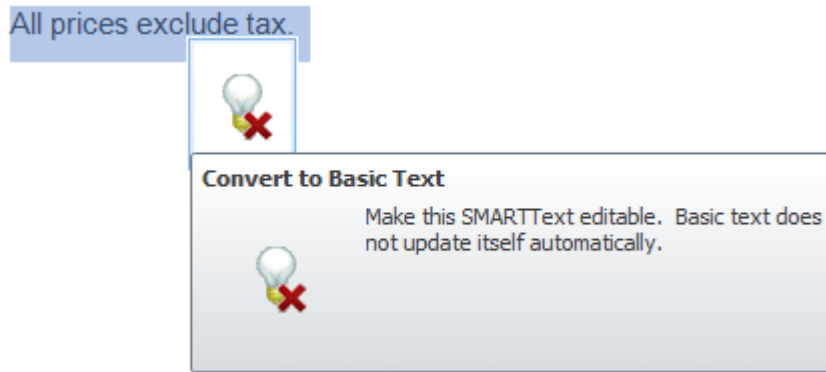 All prices exclude tax.
Convert to Basic Text
Make this SMARTText editable.  Basic text does
not update itself automatically.